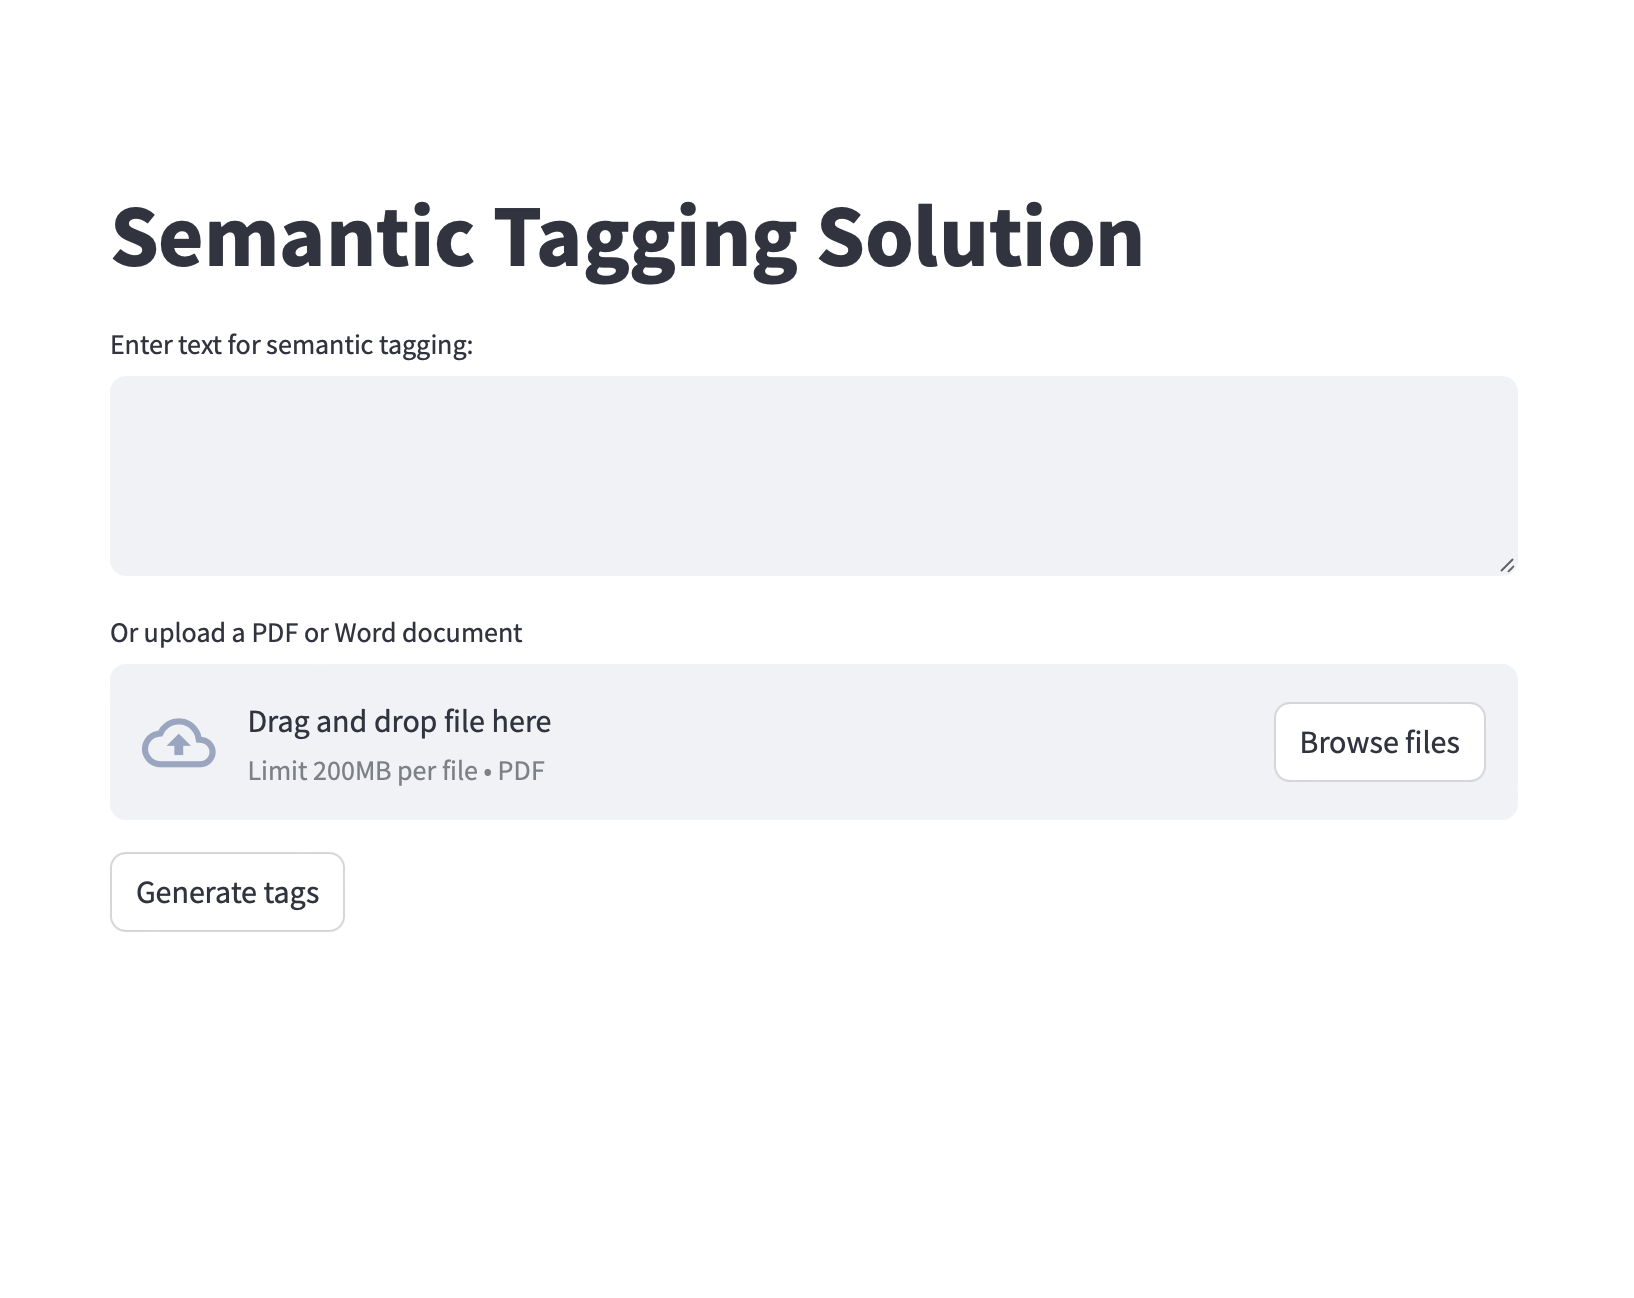 Semantic Tagging Solution
Enter text for semantic tagging:
Or upload a PDF or Word document
Drag and drop file here
Limit 200MB per file • PDF
Browse files
Generate tags